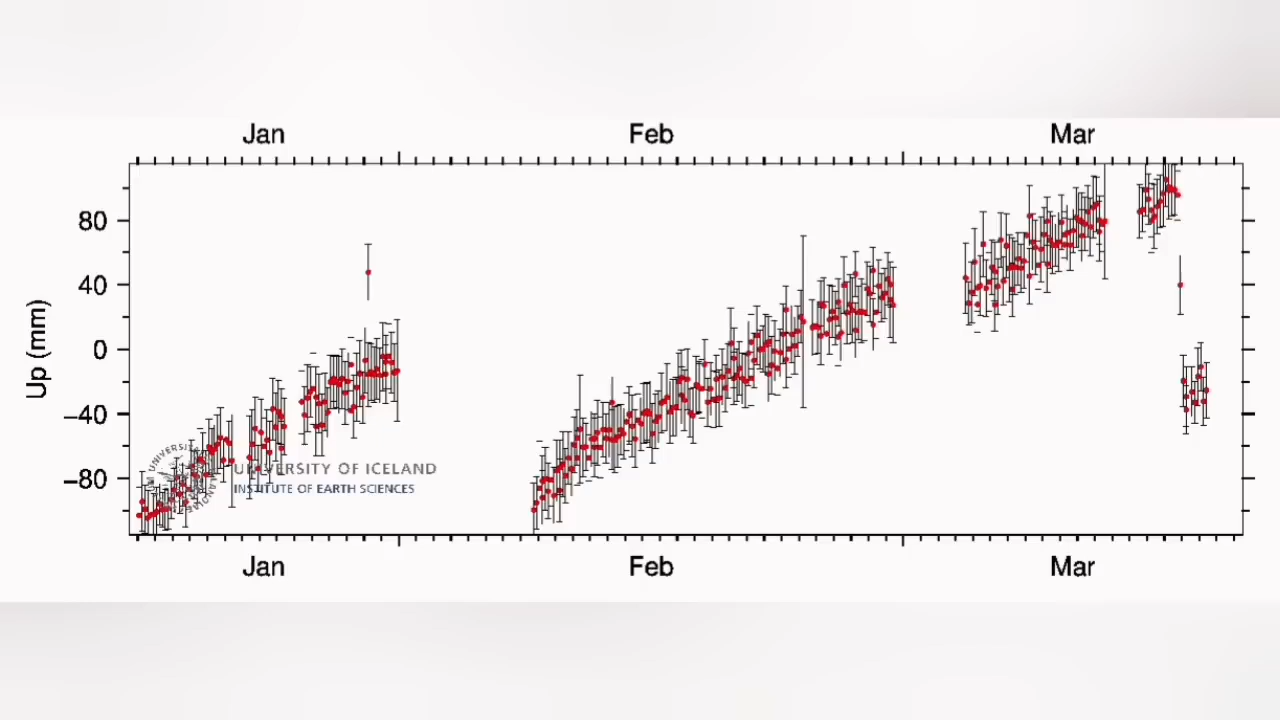 Jan Feb Mar
80
40
0
−40
−80
Up (mm)
UNIVERSITY OF ICELAND
INSTITUTE OF EARTH SCIENCES
Jan Feb Mar